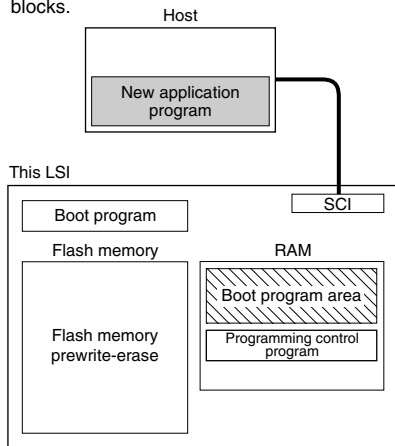 blocks.
Host
New application
program
This LSI
SCI
Boot program
Flash memory
RAM
Boot program area
Flash memory
prewrite-erase
Programming control
program